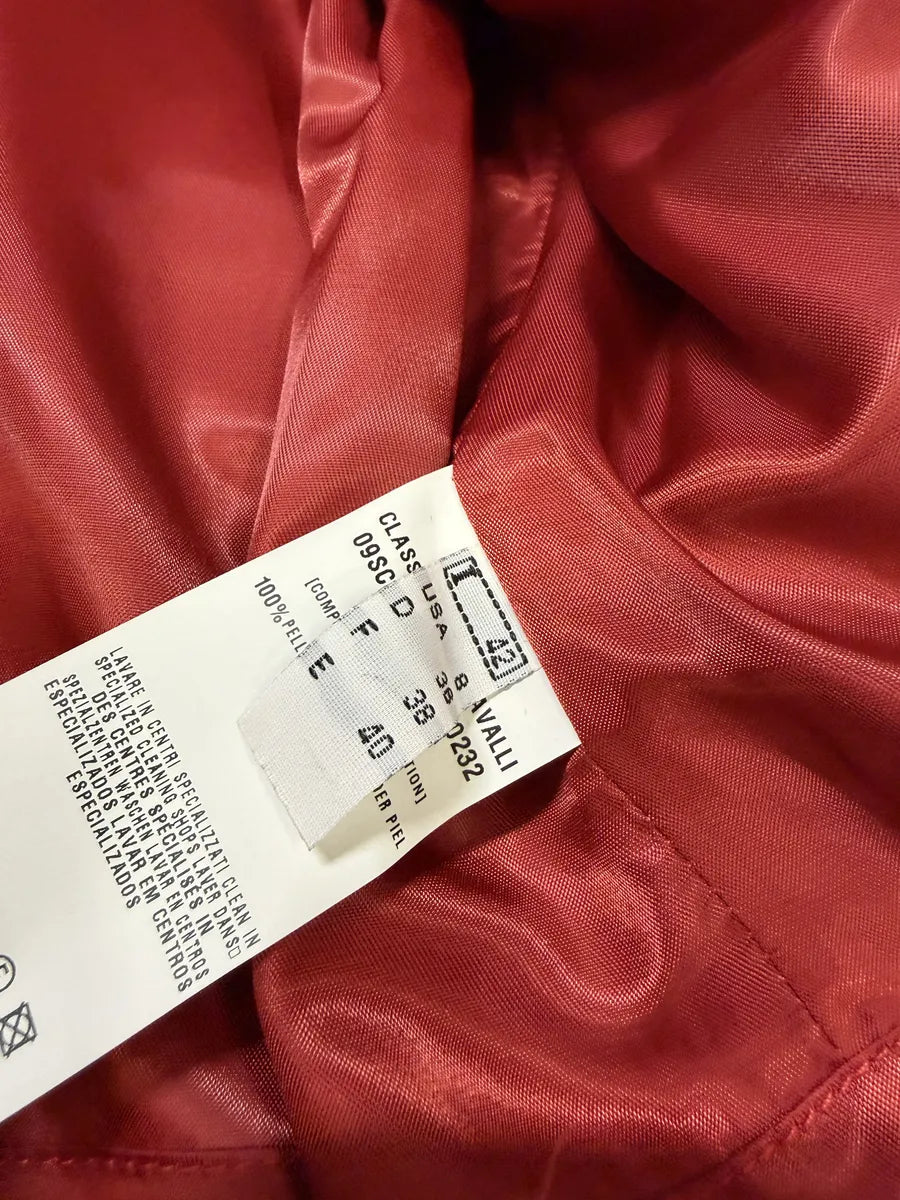 I 42
USA 8
D 36
F 38
E 40
CLASS AVALLI
09SC 0232
[COMP TION]
100%PELL DER PIEL
LAVARE IN CENTRI SPECIALIZZATI CLEAN IN
SPECIALIZED CLEANING SHOPS LAVER DANS□
DES CENTRES SPECIALISES IN
SPEZIALZENTREN WASCHEN LAVAR EN CENTROS
ESPECIALIZADOS LAVAR EM CENTROS
ESPECIALIZADOS
F